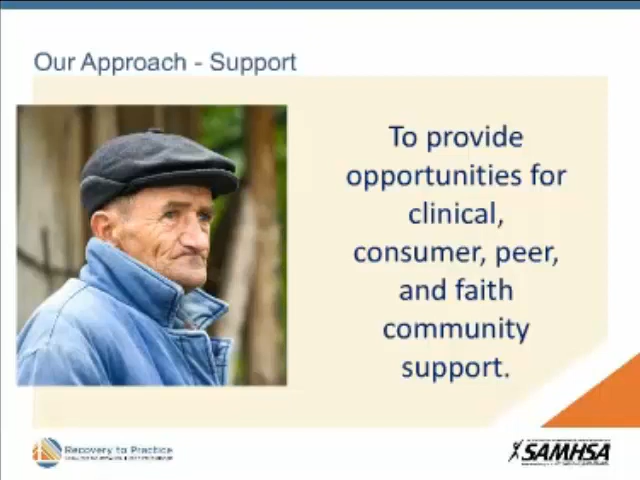 Our Approach - Support
To provide
opportunities for
clinical,
consumer, peer,
and faith
community
support.
Recovery to Practice
SAMHSA